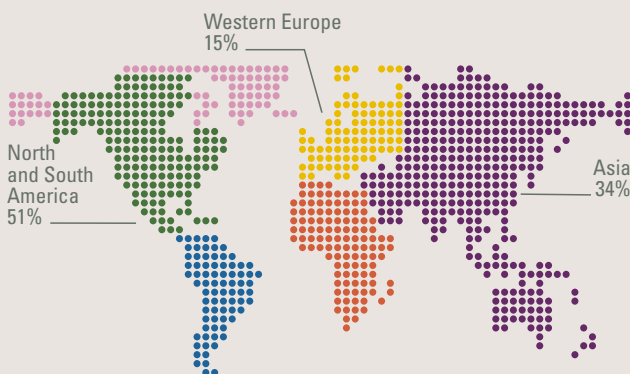 Western Europe
15%
North
and South
America
51%
Asia
34%